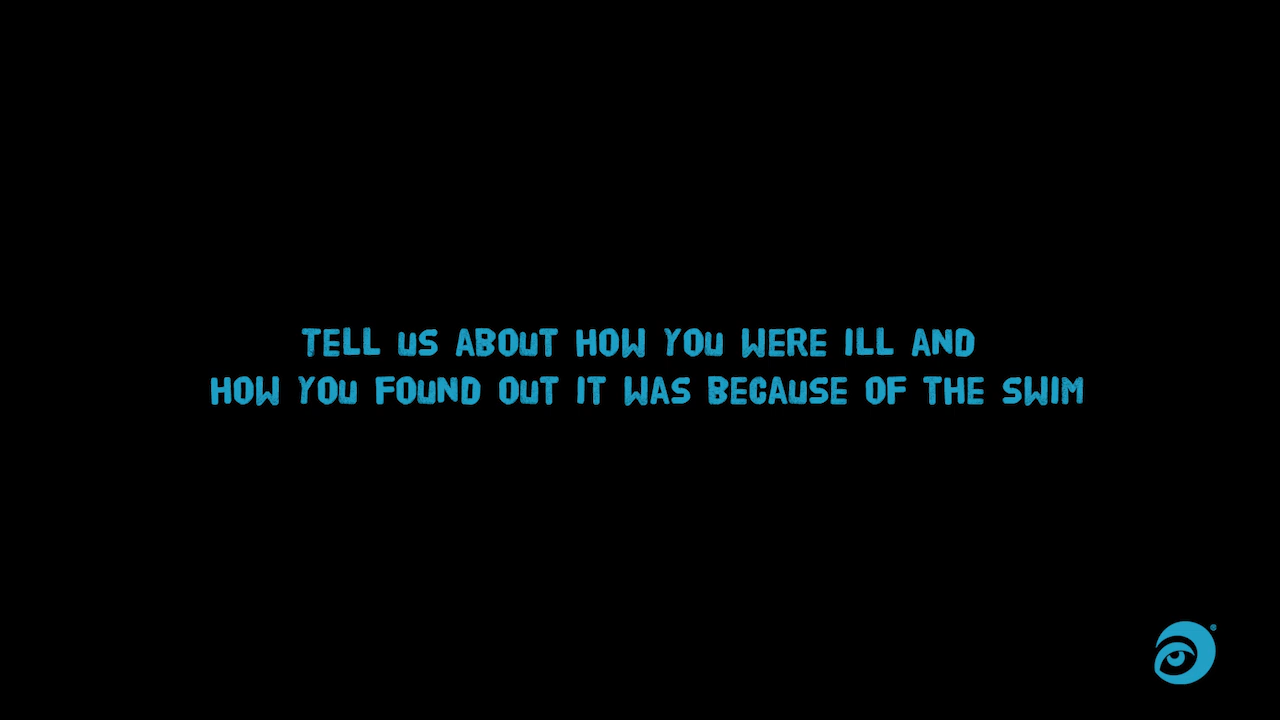 TELL US ABOUT HOW YOU WERE ILL AND
HOW YOU FOUND OUT IT WAS BECAUSE OF THE SWIM